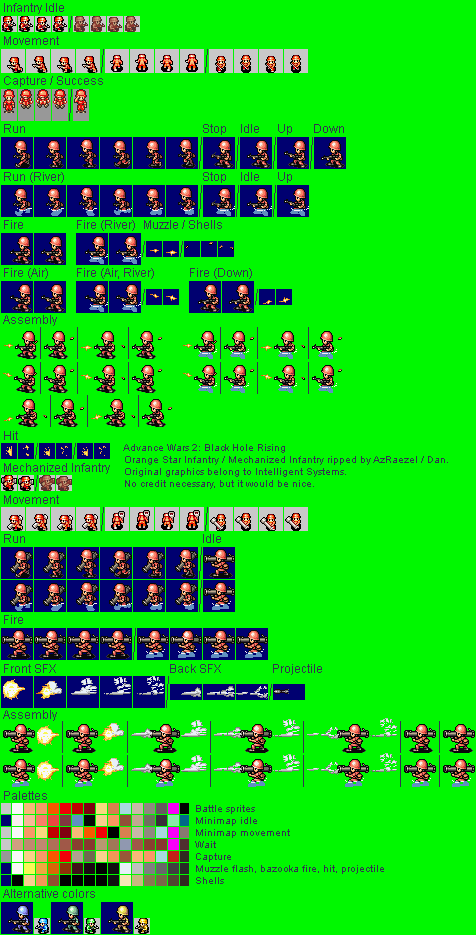 Infantry Idle
Movement
Capture / Success
Run Stop Idle Up Down
Run (River) Stop Idle Up
Fire Fire (River) Muzzle / Shells
Fire (Air) Fire (Air, River) Fire (Down)
Assembly
Hit
Advance Wars 2: Black Hole Rising
Orange Star Infantry / Mechanized Infantry ripped by AzRaezel / Dan.
Original graphics belong to Intelligent Systems.
No credit necessary, but it would be nice.
Mechanized Infantry
Movement
Run Idle
Fire
Front SFX Back SFX Projectile
Assembly
Palettes
Battle sprites
Minimap idle
Minimap movement
Wait
Capture
Muzzle flash, bazooka fire, hit, projectile
Shells
Alternative colors